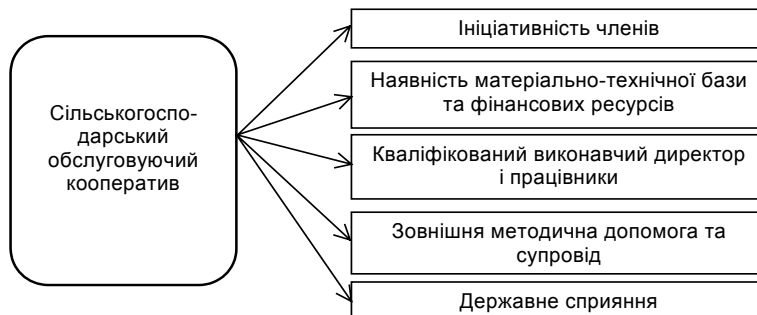 Сільськогоспо-
дарський
обслуговуючий
кооператив
Ініціативність членів
Наявність матеріально-технічної бази
та фінансових ресурсів
Кваліфікований виконавчий директор
і працівники
Зовнішня методична допомога та
супровід
Державне сприяння